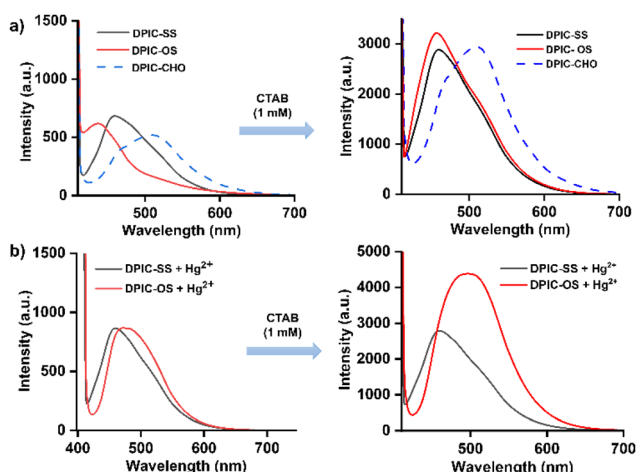 a)
DPIC-SS
DPIC-OS
DPIC-CHO
1500
1000
500
0
500
600
700
Intensity (a.u.)
Wavelength (nm)
CTAB
(1 mM)
DPIC-SS
DPIC- OS
DPIC-CHO
3000
2000
1000
0
500
600
700
Intensity (a.u.)
Wavelength (nm)
b)
DPIC-SS + Hg²⁺
DPIC-OS + Hg²⁺
1500
1000
500
0
400
500
600
700
Intensity (a.u.)
Wavelength (nm)
CTAB
(1 mM)
DPIC-SS + Hg²⁺
DPIC-OS + Hg²⁺
5000
4000
3000
2000
1000
0
500
600
700
Intensity (a.u.)
Wavelength (nm)